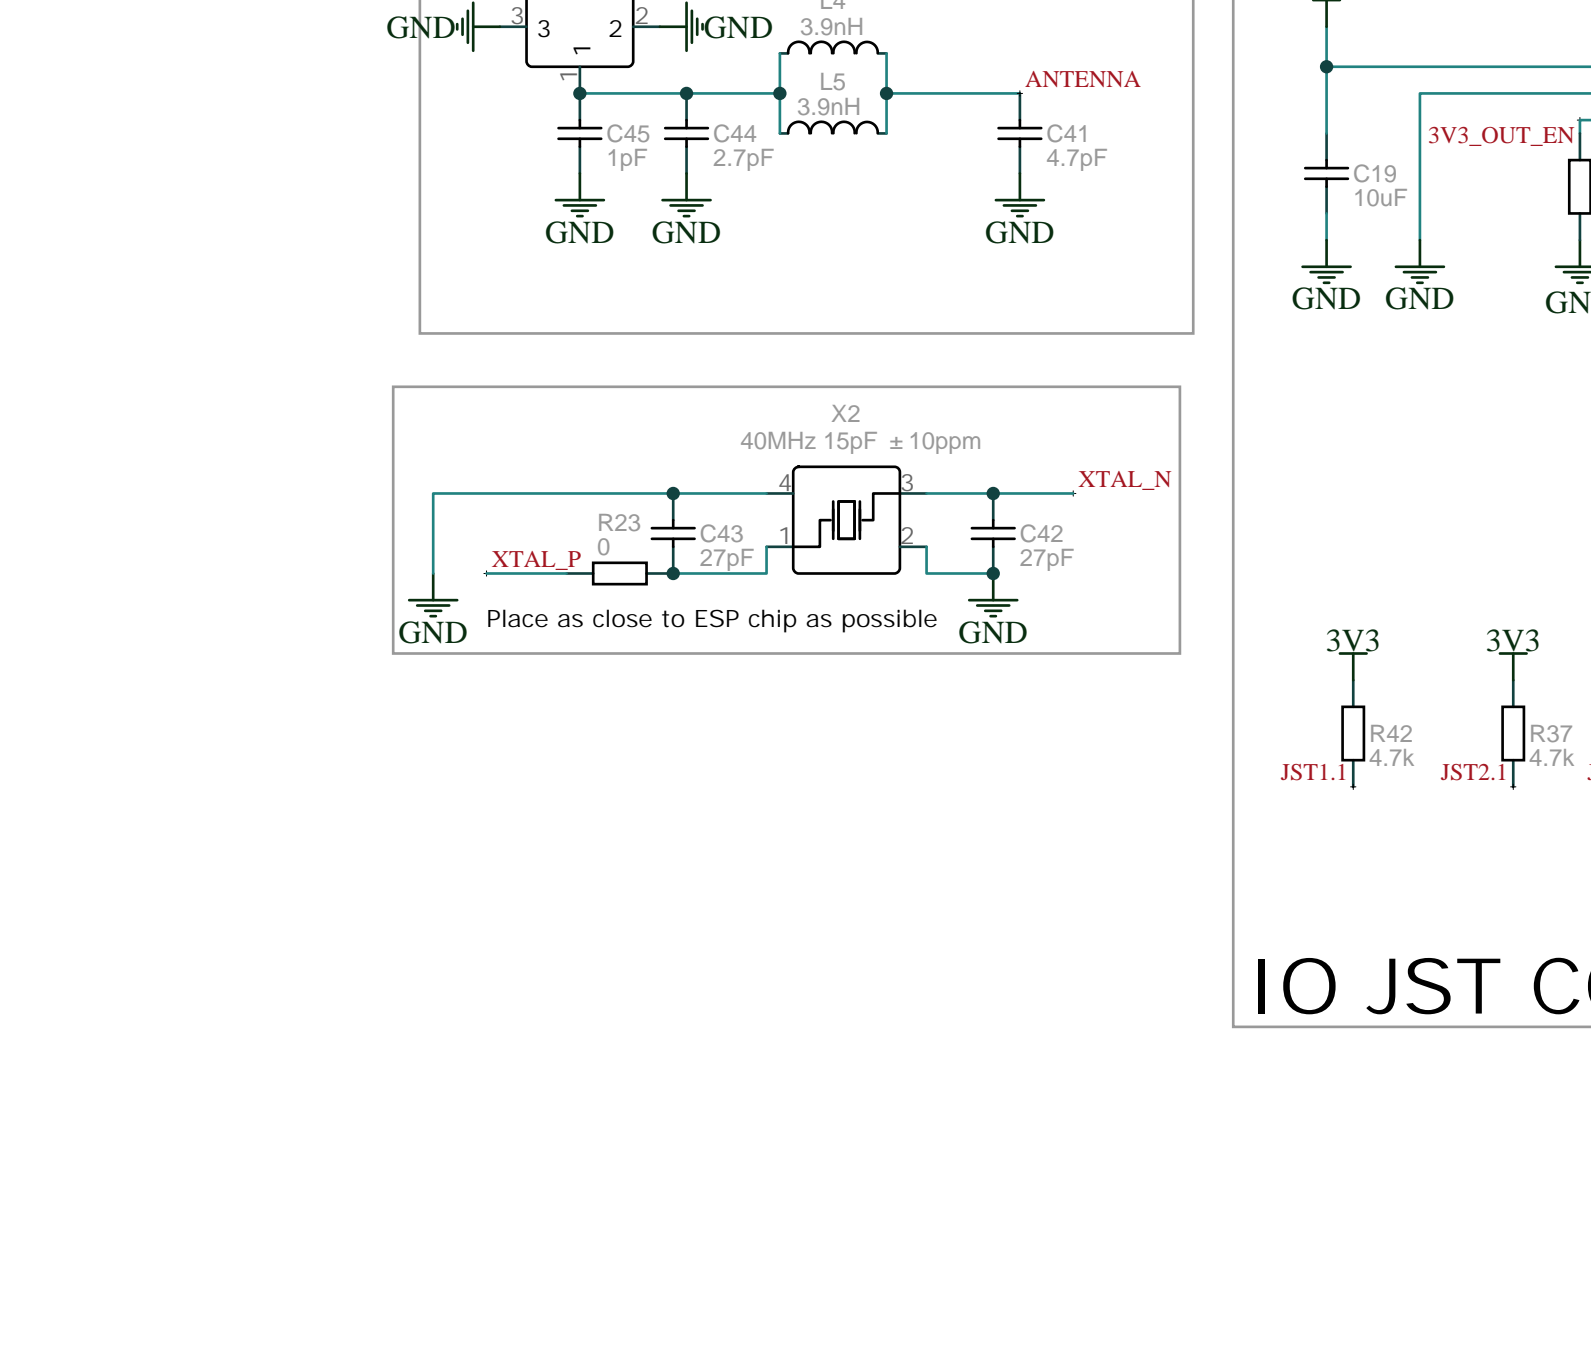 L4
3.9nH
GND
3
3
2
2
GND
1
1
L5
3.9nH
ANTENNA
C45
1pF
C44
2.7pF
C41
4.7pF
GND
GND
GND
3V3_OUT_EN
C19
10uF
GND
GND
GN
X2
40MHz 15pF ±10ppm
4
3
XTAL_N
R23
0
C43
27pF
1
2
C42
27pF
XTAL_P
GND
Place as close to ESP chip as possible
GND
3V3
3V3
R42
4.7k
JST1.1
R37
4.7k
JST2.1
IO JST CO